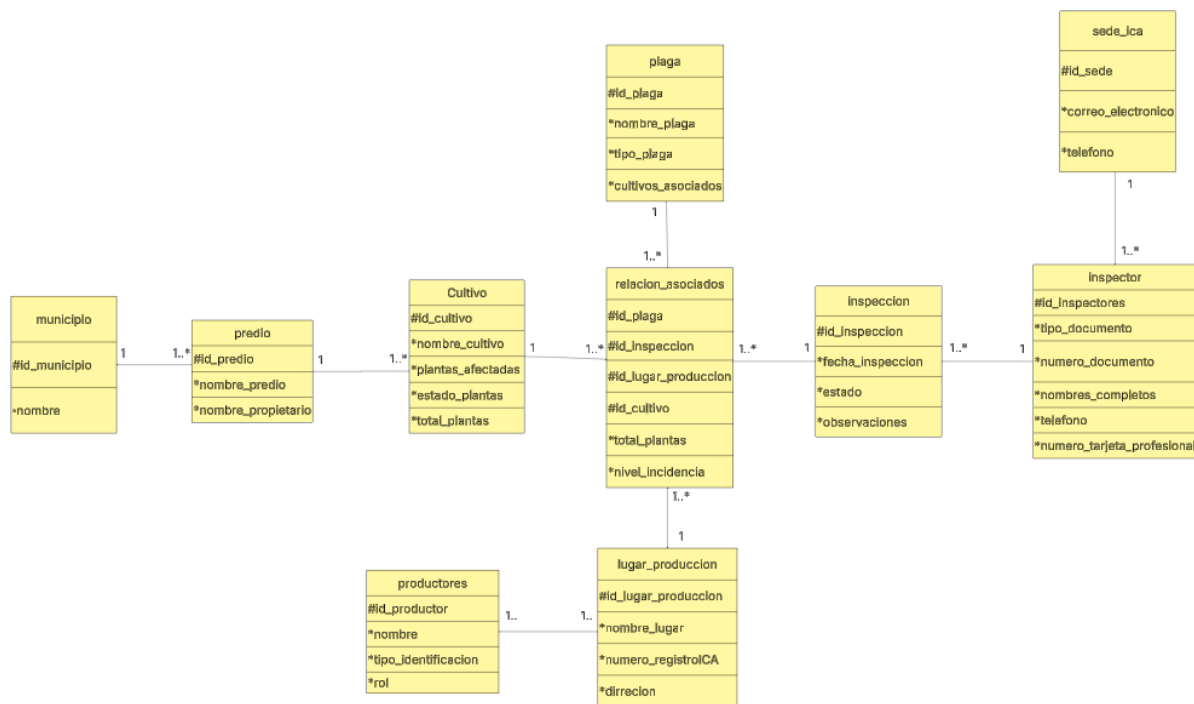 sede_Ica
#id_sede
*correo_electronico
*telefono
1
1..*
plaga
#id_plaga
*nombre_plaga
*tipo_plaga
*cultivos_asociados
1
1..*
municipio
#id_municipio
*nombre
1
1..*
predio
#id_predio
*nombre_predio
*nombre_propietario
1
1..*
Cultivo
#id_cultivo
*nombre_cultivo
*plantas_afectadas
*estado_plantas
*total_plantas
1
1..*
relacion_asociados
#id_plaga
#id_inspeccion
#id_lugar_produccion
#id_cultivo
*total_plantas
*nivel_incidencia
1..*
1
inspeccion
#id_inspeccion
*fecha_inspeccion
*estado
*observaciones
1..*
1
inspector
#id_inspectores
*tipo_documento
*numero_documento
*nombres_completos
*telefono
*numero_tarjeta_profesional
1..*
1
productores
#id_productor
*nombre
*tipo_identificacion
*rol
1..
1..
lugar_produccion
#id_lugar_produccion
*nombre_lugar
*numero_registroICA
*dirrecion